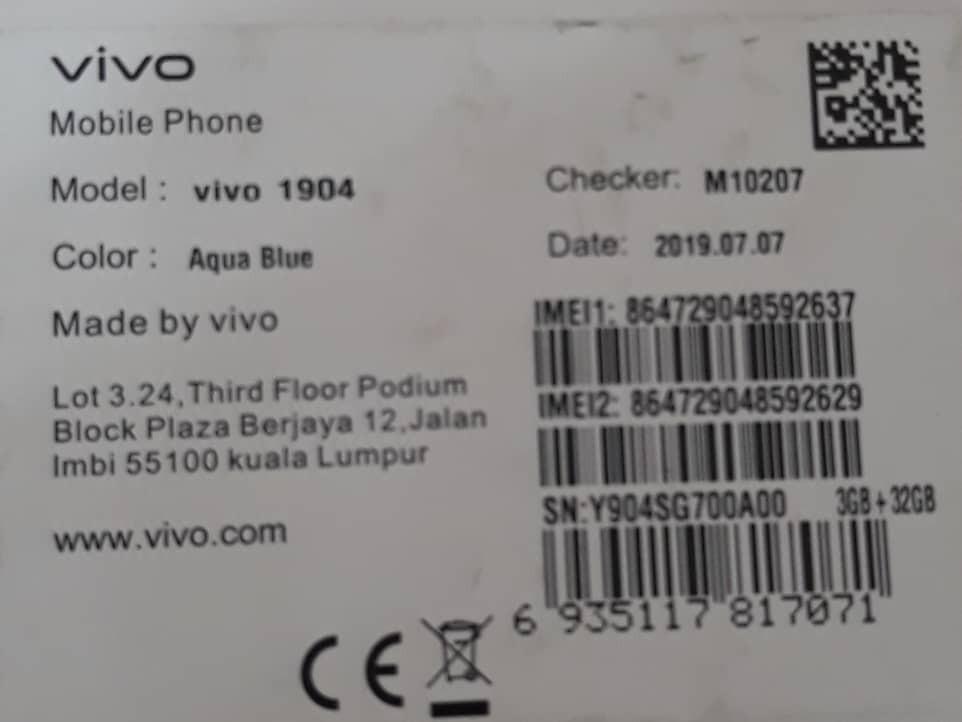 vivo
Mobile Phone
Model : vivo 1904
Color : Aqua Blue
Made by vivo
Lot 3.24,Third Floor Podium
Block Plaza Berjaya 12,Jalan
Imbi 55100 kuala Lumpur
www.vivo.com
Checker: M10207
Date: 2019.07.07
IMEI1: 864729048592637
IMEI2: 864729048592629
SN:Y904SG700A00 3GB+32GB
6 935117 817071
CE